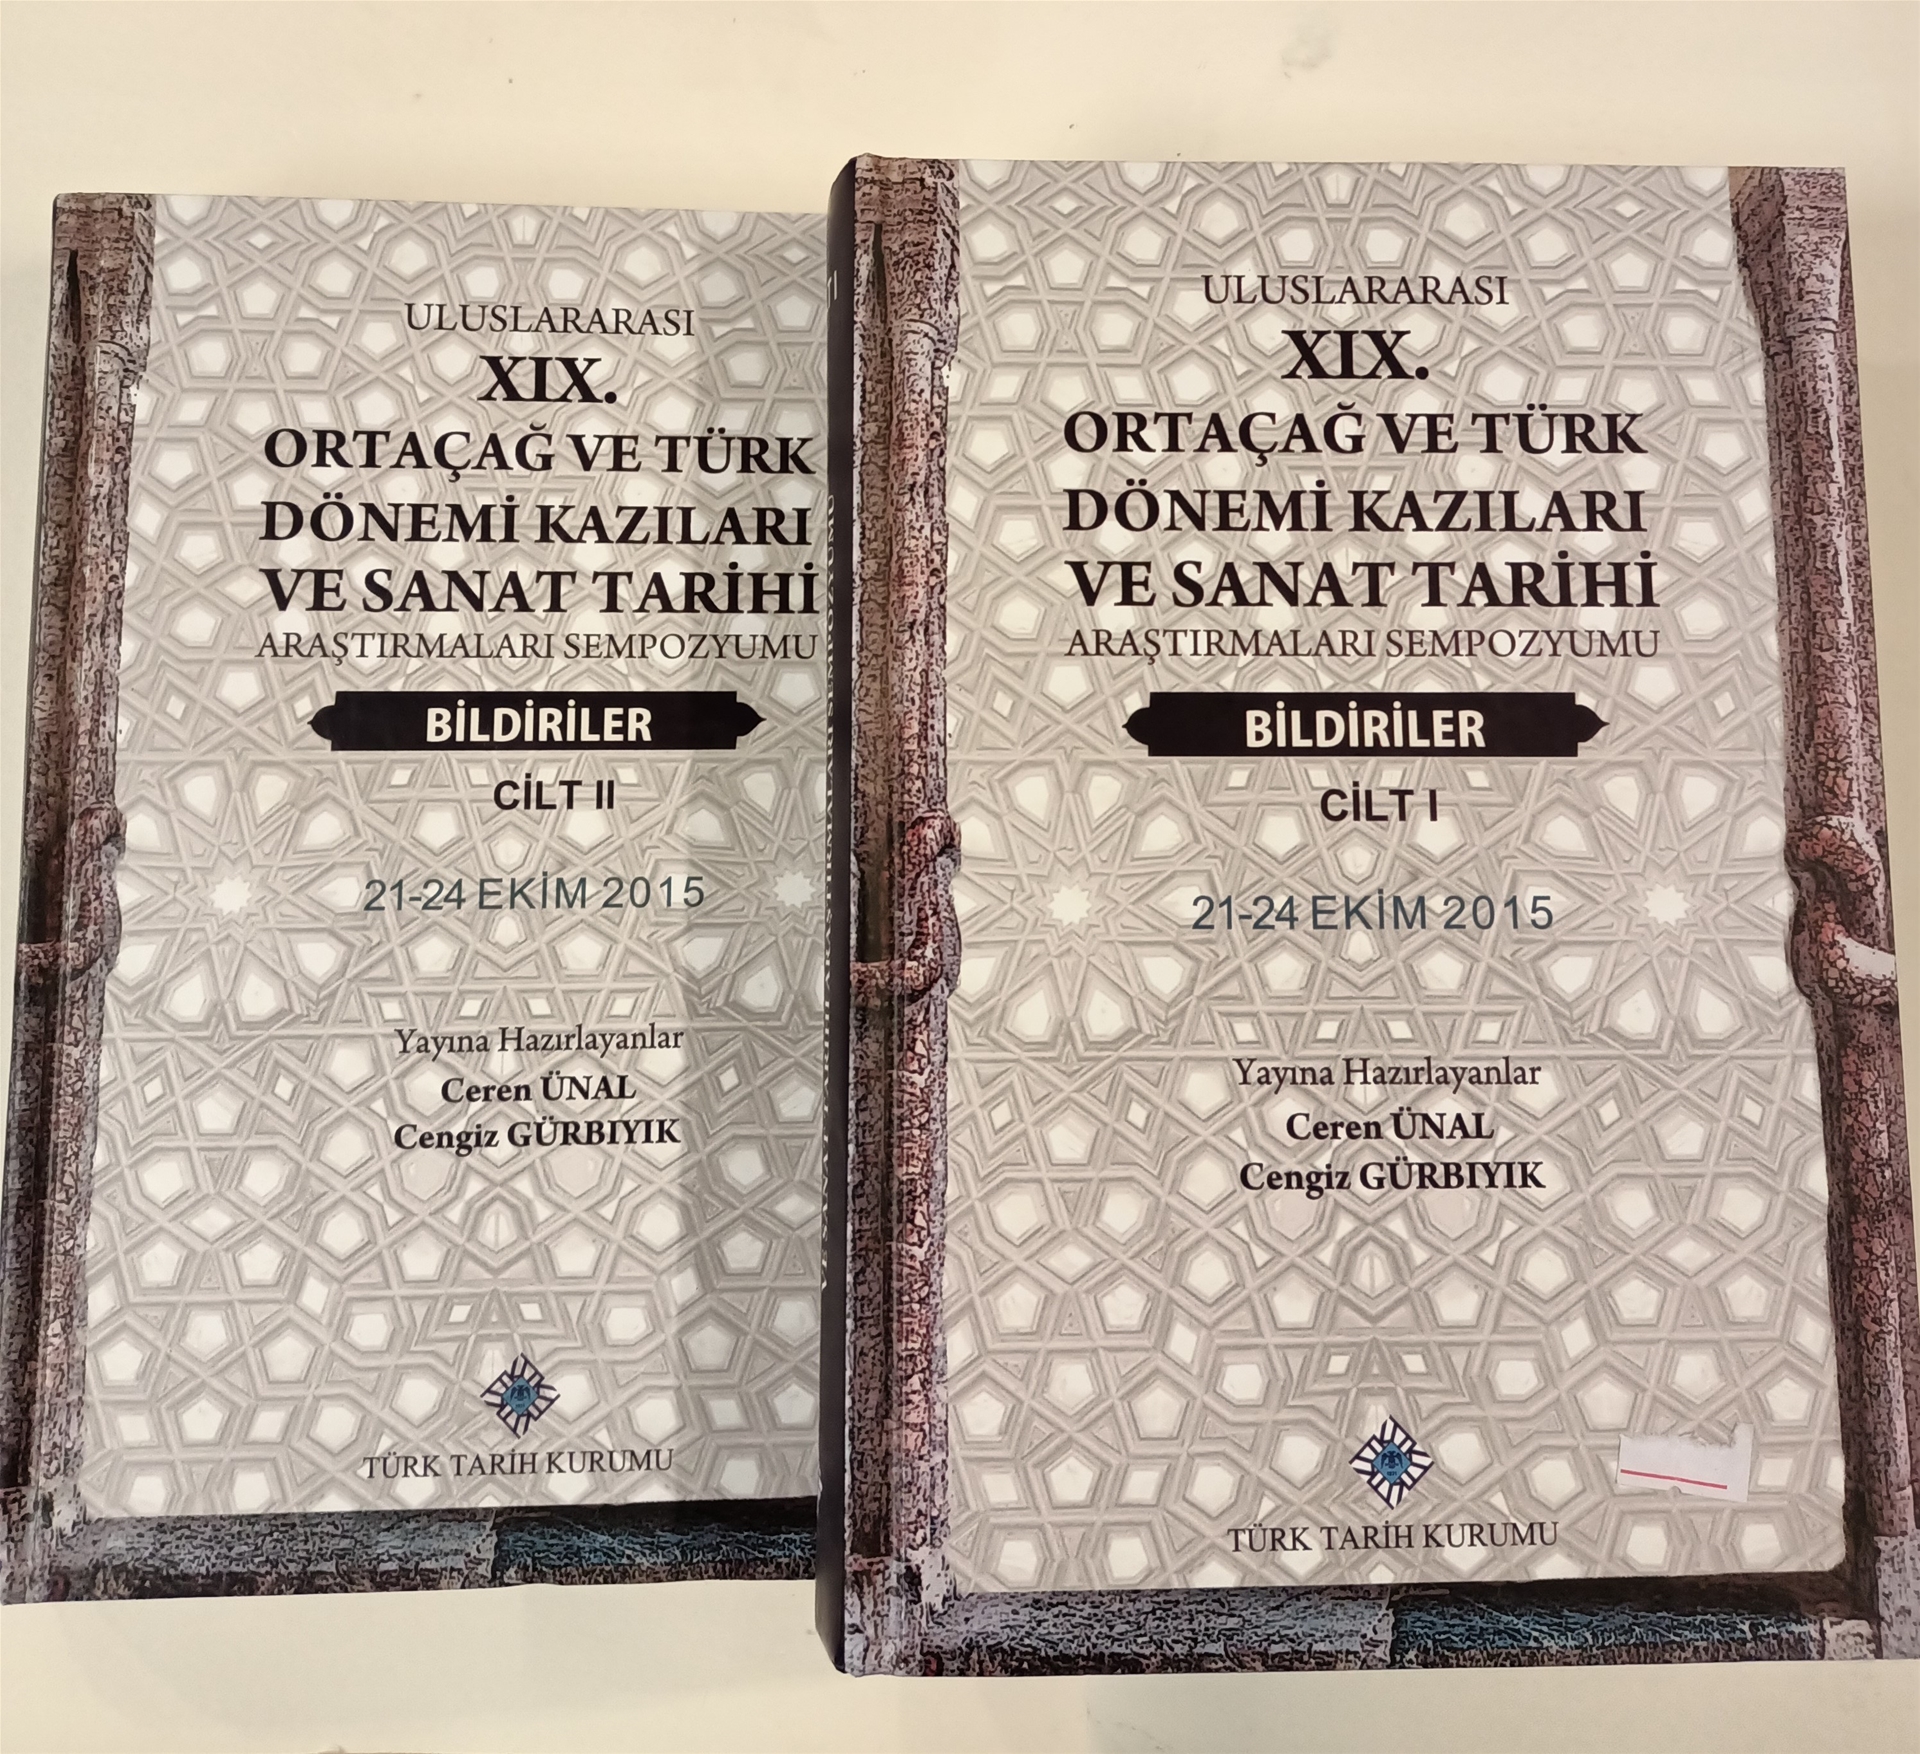 ULUSLARARASI
XIX.
ORTAÇAĞ VE TÜRK
DÖNEMİ KAZILARI
VE SANAT TARİHİ
ARAŞTIRMALARI SEMPOZYUMU
BİLDİRİLER
CİLT II
21-24 EKİM 2015
Yayına Hazırlayanlar
Ceren ÜNAL
Cengiz GÜRBIYIK
TÜRK TARİH KURUMU
ULUSLARARASI
XIX.
ORTAÇAĞ VE TÜRK
DÖNEMİ KAZILARI
VE SANAT TARİHİ
ARAŞTIRMALARI SEMPOZYUMU
BİLDİRİLER
CİLT I
21-24 EKİM 2015
Yayına Hazırlayanlar
Ceren ÜNAL
Cengiz GÜRBIYIK
1931
TÜRK TARİH KURUMU